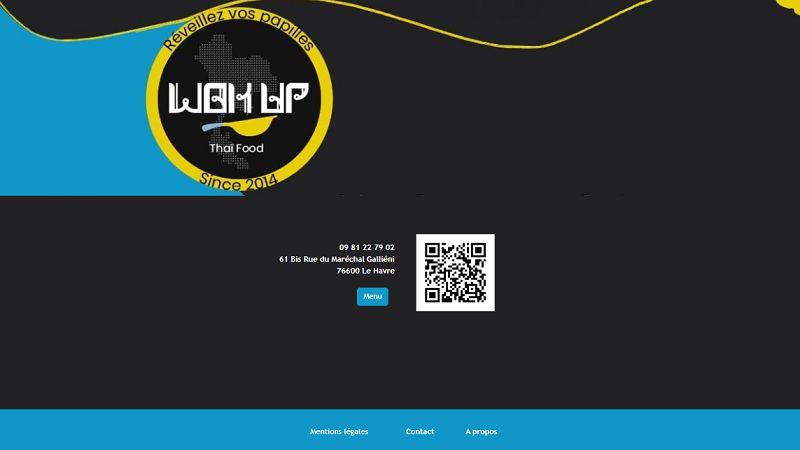 Réveillez vos papilles
WOK UP
Thai Food
Since 2014
09 81 22 79 02
61 Bis Rue du Maréchal Galliéni
76600 Le Havre
Menu
Mentions légales
Contact
A propos